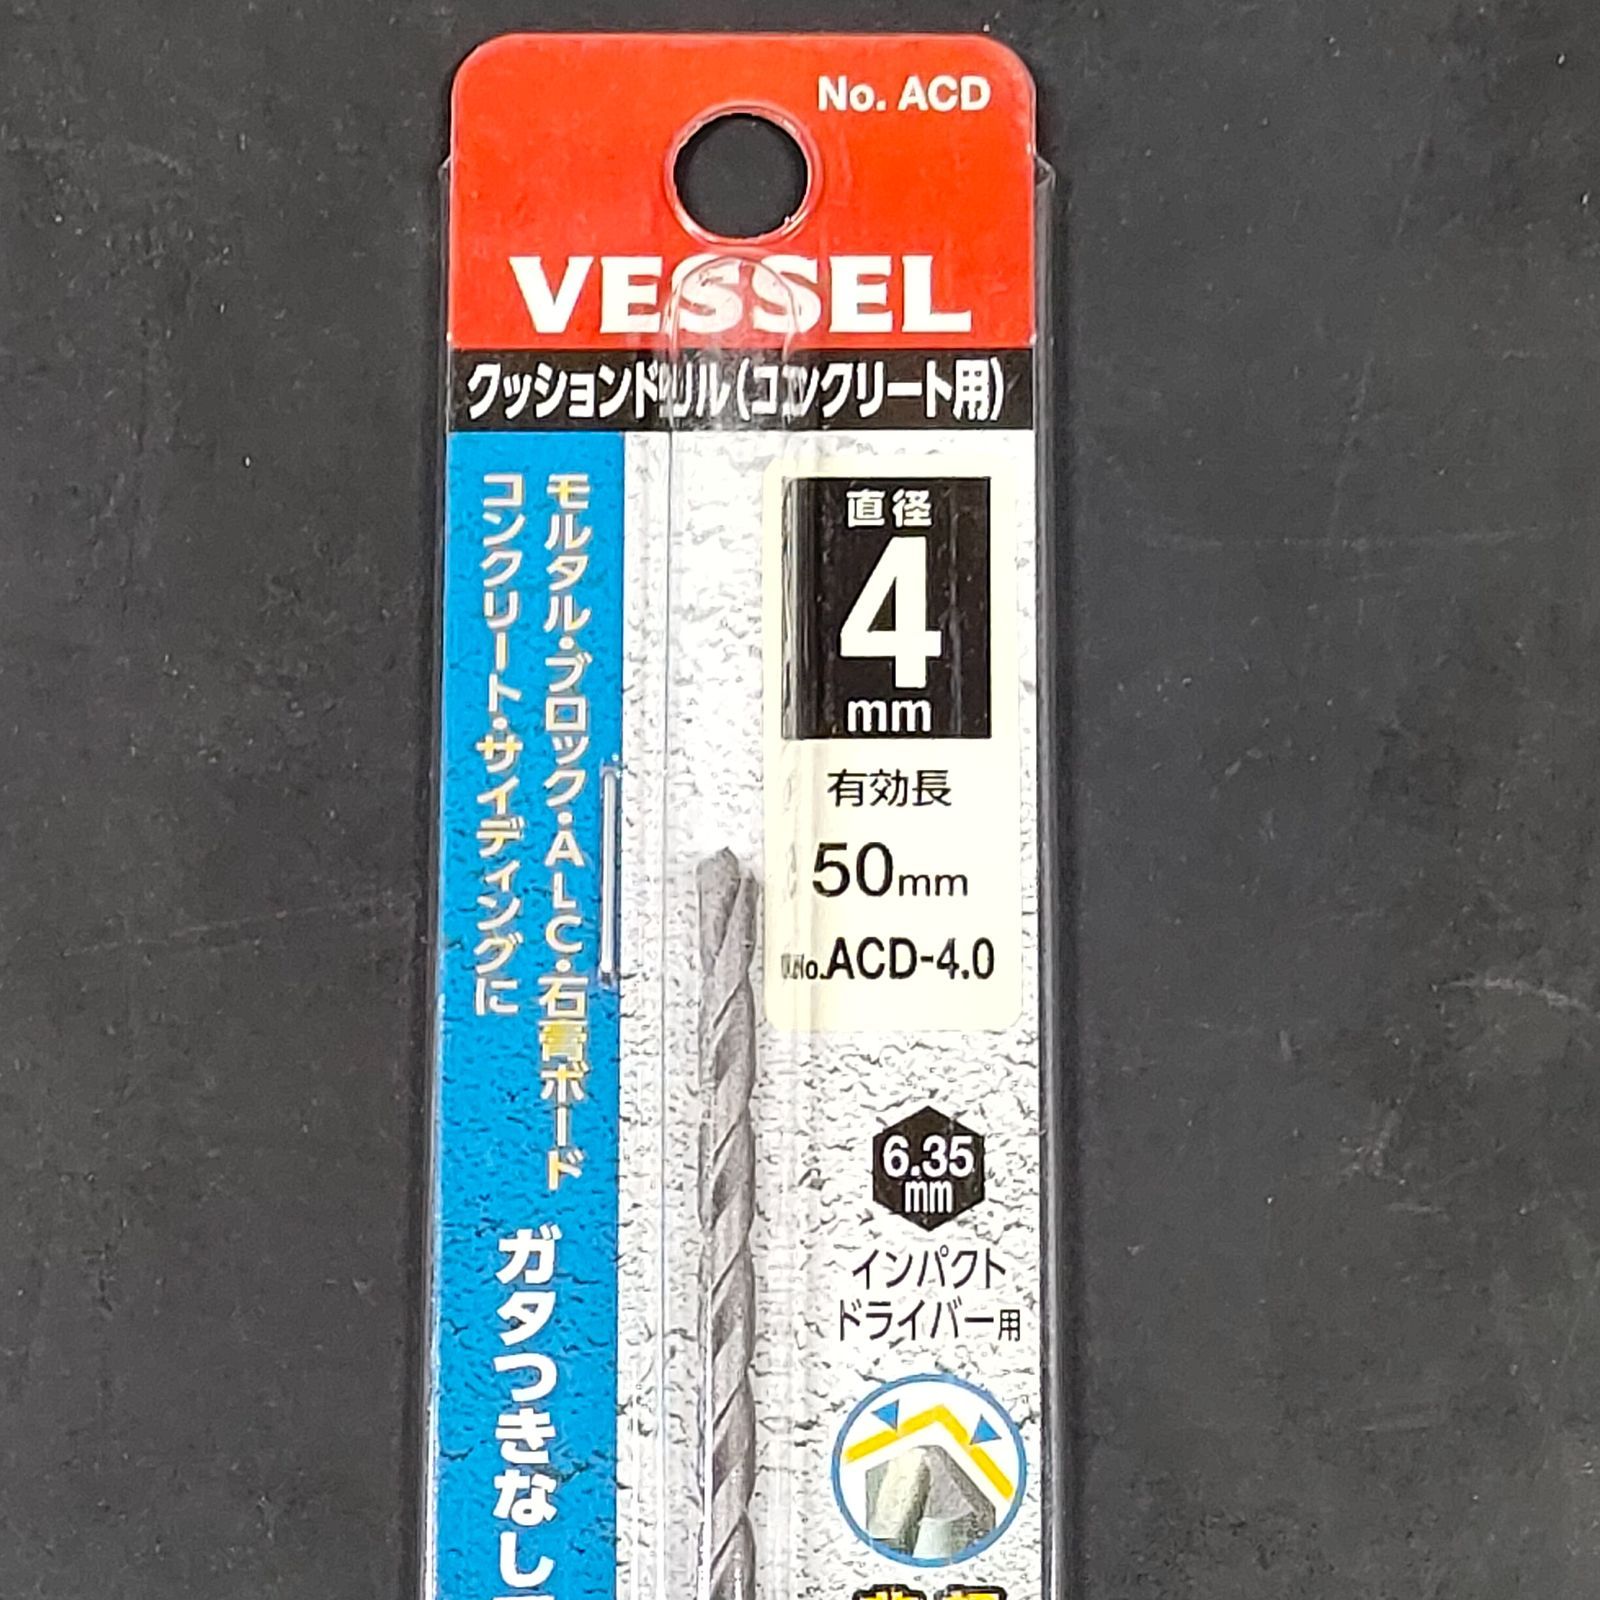 No. ACD
VESSEL
クッションドリル(コンクリート用)
モルタル・ブロック・ALC・石膏ボード
コンクリート・サイディングに
ガタつきなし
直径
4
mm
有効長
50mm
No.ACD-4.0
6.35
mm
インパクト
ドライバー用